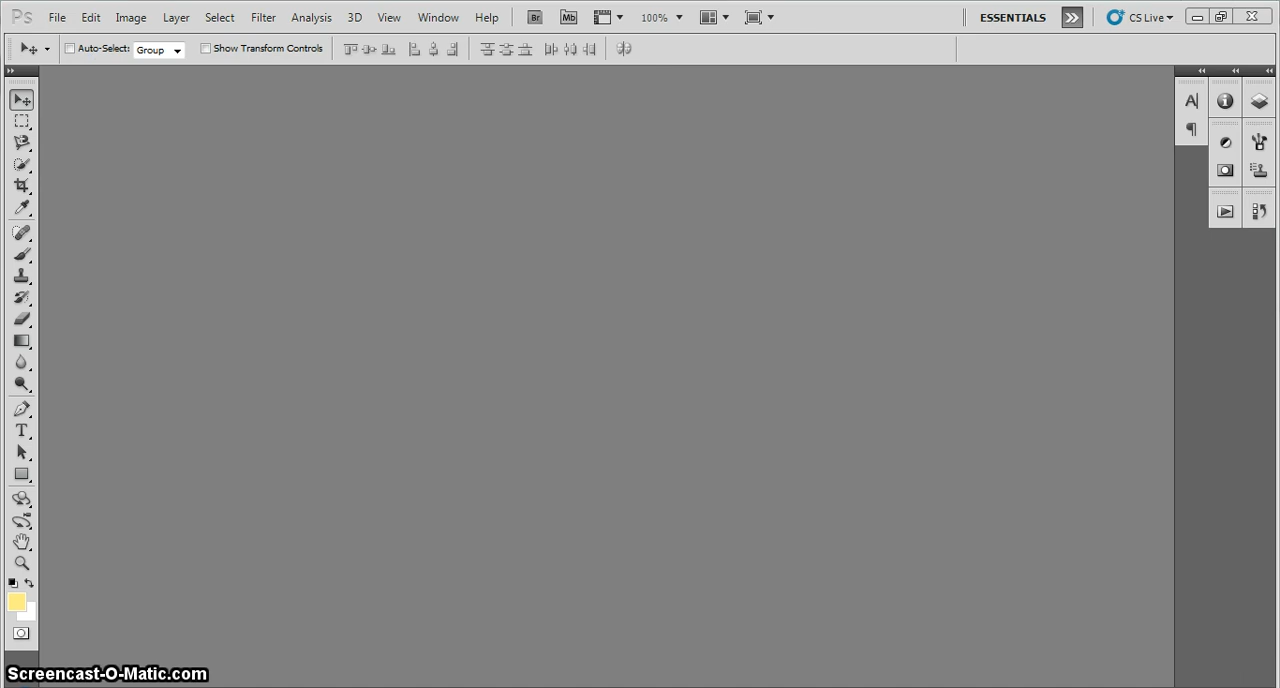 Ps File Edit Image Layer Select Filter Analysis 3D View Window Help Br Mb 100% ESSENTIALS CS Live
Auto-Select: Group Show Transform Controls
A
T
Screencast-O-Matic.com